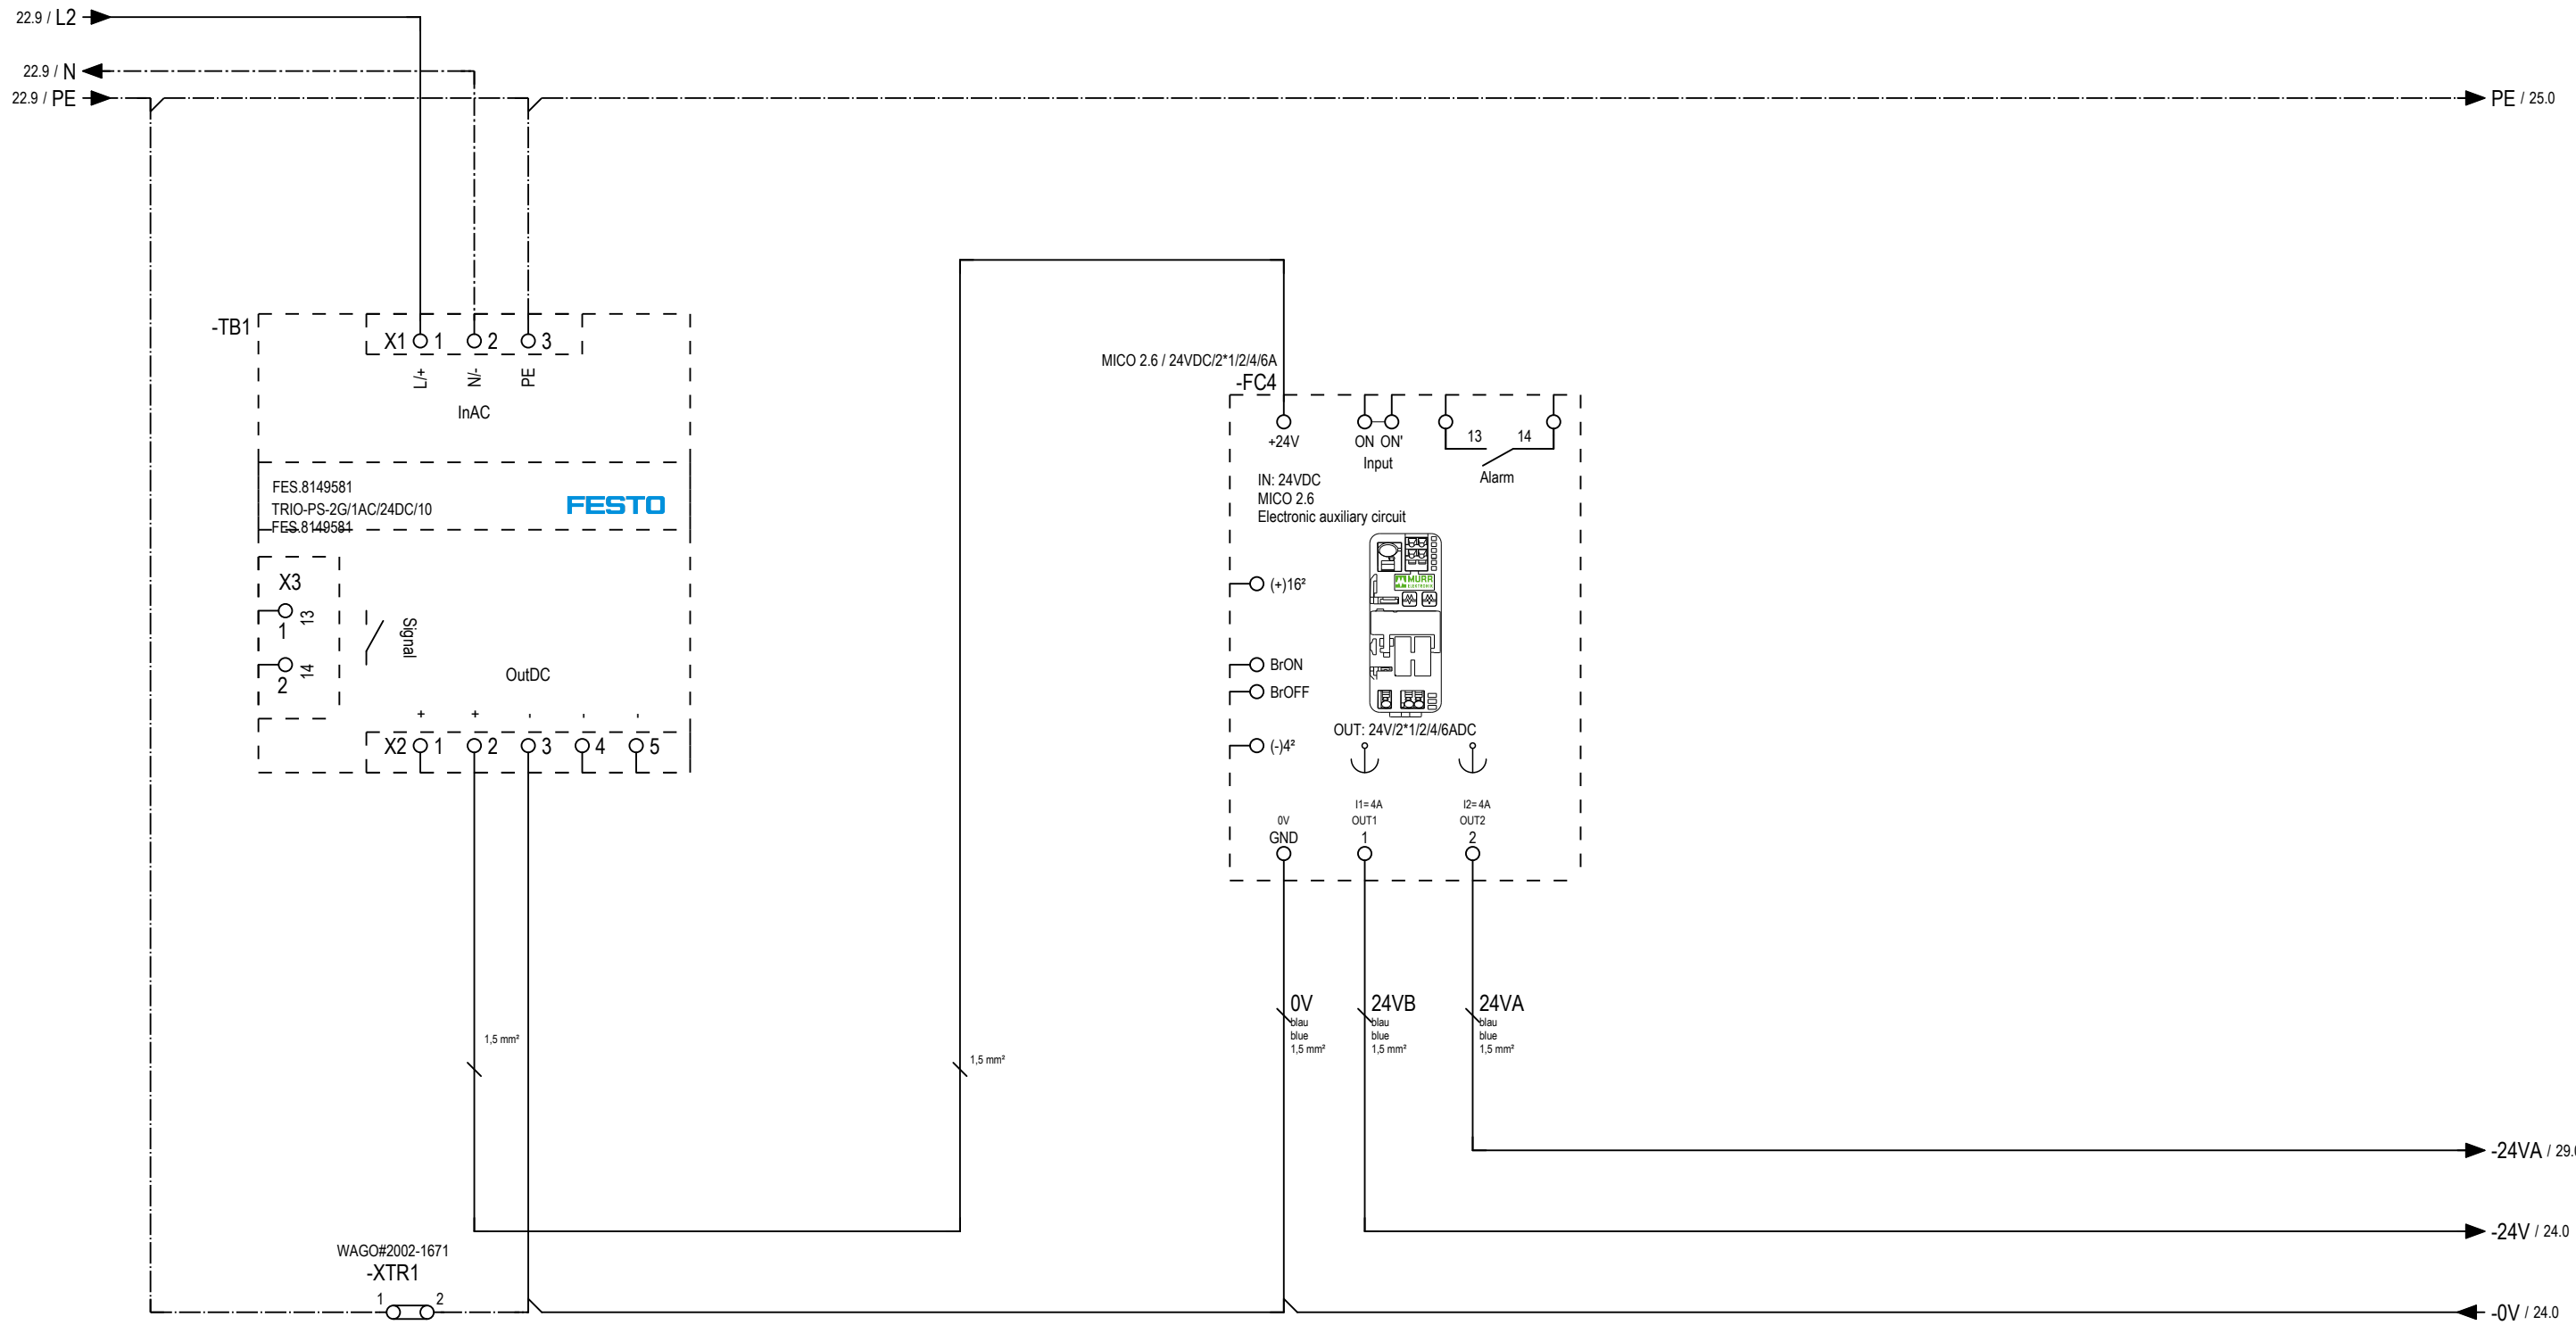 22.9 / L2
22.9 / N
22.9 / PE
PE / 25.0
-TB1
X1 1 2 3
L/+ N/- PE
InAC
FES.8149581
TRIO-PS-2G/1AC/24DC/10
FES.8149581
FESTO
X3
1 13
2 14
Signal
OutDC
+ + - - -
X2 1 2 3 4 5
MICO 2.6 / 24VDC/2*1/2/4/6A
-FC4
+24V
ON ON'
Input
13 14
Alarm
IN: 24VDC
MICO 2.6
Electronic auxiliary circuit
MURR
ELEKTRONIK
(+)16²
BrON
BrOFF
(-)4²
OUT: 24V/2*1/2/4/6ADC
I1=4A I2=4A
0V OUT1 OUT2
GND 1 2
0V
blau
blue
1,5 mm²
24VB
blau
blue
1,5 mm²
24VA
blau
blue
1,5 mm²
1,5 mm²
1,5 mm²
-24VA / 29.
-24V / 24.0
WAGO#2002-1671
-XTR1
1 2
-0V / 24.0